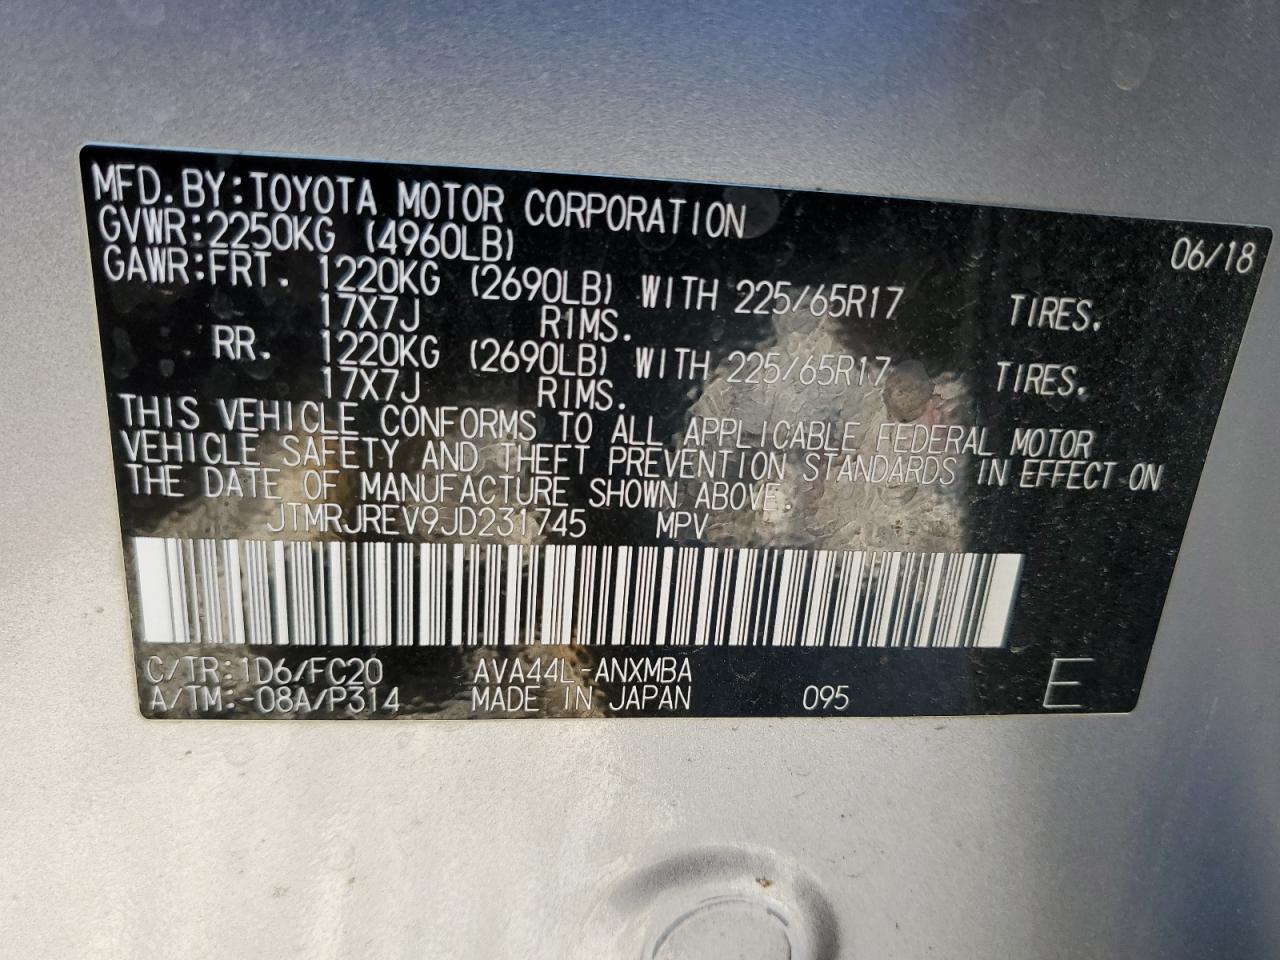 MFD.BY:TOYOTA MOTOR CORPORATION 06/18
GVWR:2250KG (4960LB)
GAWR:FRT. 1220KG (2690LB) WITH 225/65R17 TIRES.
17X7J RIMS.
RR. 1220KG (2690LB) WITH 225/65R17 TIRES.
17X7J RIMS.
THIS VEHICLE CONFORMS TO ALL APPLICABLE FEDERAL MOTOR
VEHICLE SAFETY AND THEFT PREVENTION STANDARDS IN EFFECT ON
THE DATE OF MANUFACTURE SHOWN ABOVE.
JTMRJREV9JD231745 MPV
C/TR:1D6/FC20 AVA44L-ANXMBA
A/TM:-08A/P314 MADE IN JAPAN 095 E